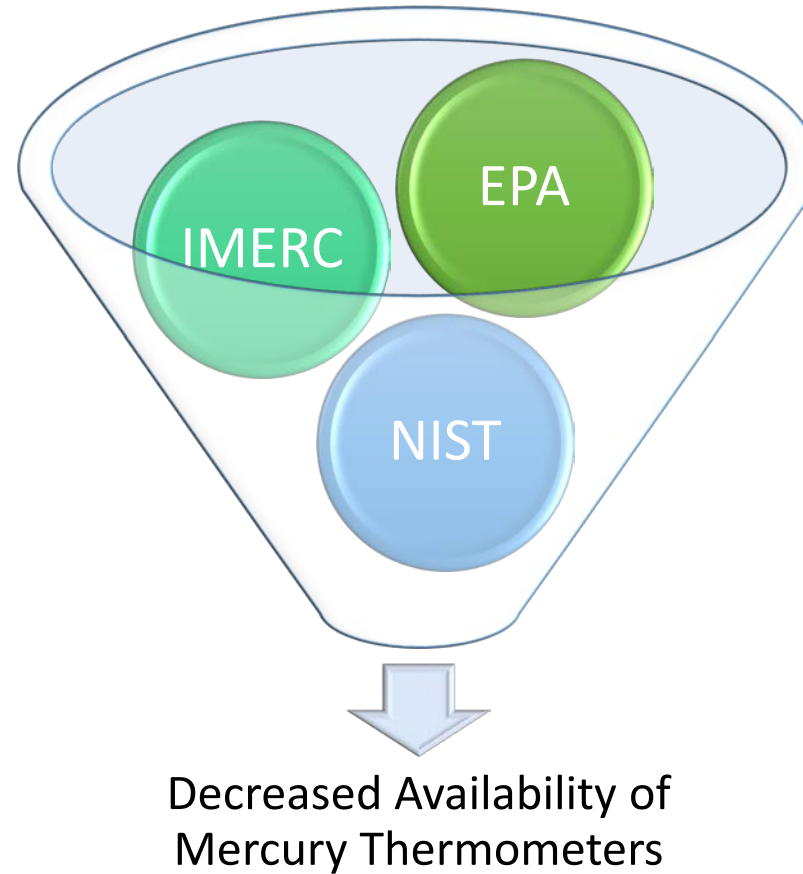 EPA
IMERC
NIST
Decreased Availability of
Mercury Thermometers